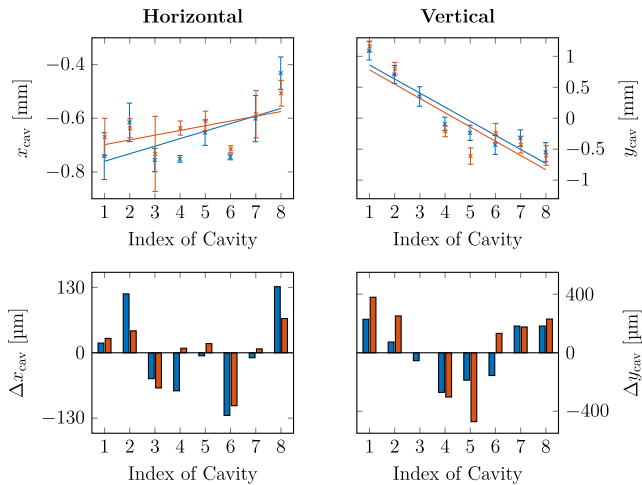 Horizontal
Vertical
−0.4
−0.6
−0.8
x_cav [mm]
1 2 3 4 5 6 7 8
Index of Cavity
1
0.5
0
−0.5
−1
y_cav [mm]
1 2 3 4 5 6 7 8
Index of Cavity
130
0
−130
Δx_cav [µm]
1 2 3 4 5 6 7 8
Index of Cavity
400
0
−400
Δy_cav [µm]
1 2 3 4 5 6 7 8
Index of Cavity